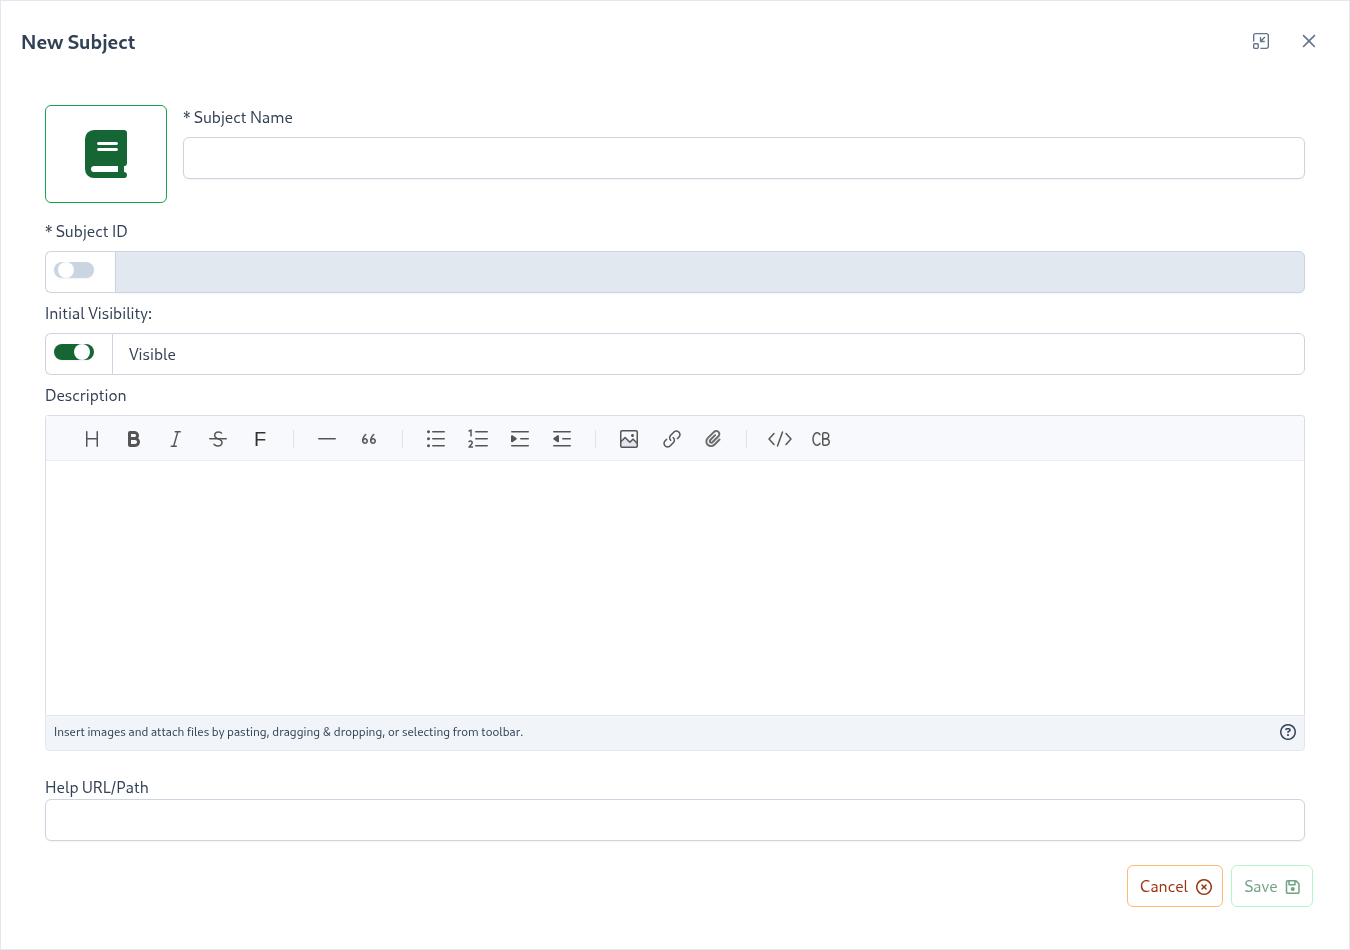 New Subject
* Subject Name
* Subject ID
Initial Visibility:
Visible
Description
H B I S F 66 CB
Insert images and attach files by pasting, dragging & dropping, or selecting from toolbar.
Help URL/Path
Cancel
Save